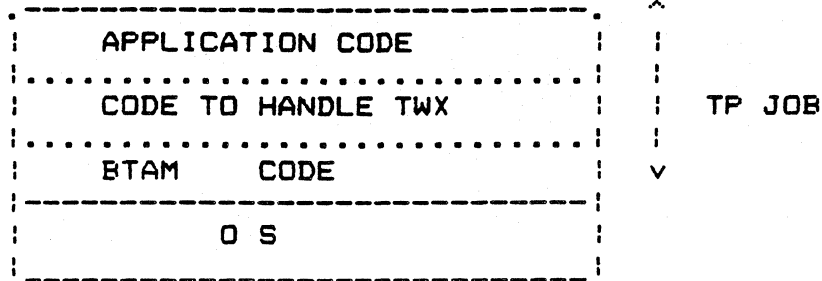 APPLICATION CODE
CODE TO HANDLE TWX TP JOB
BTAM CODE
O S